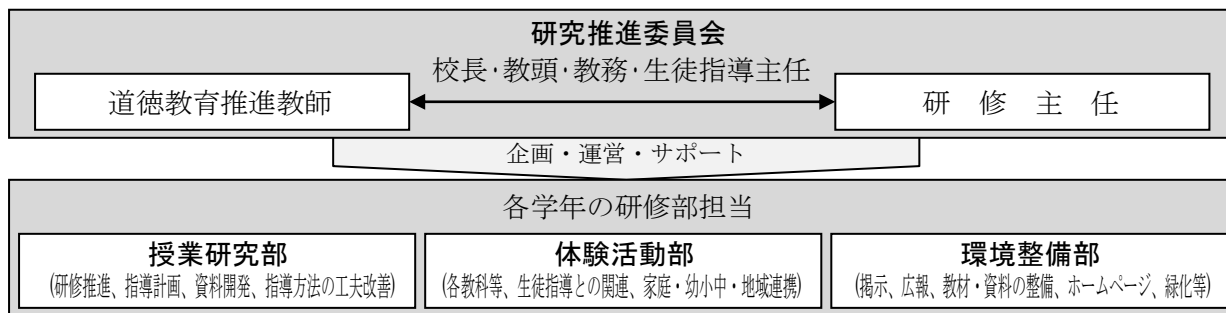 研究推進委員会
校長・教頭・教務・生徒指導主任
道徳教育推進教師
研修主任
企画・運営・サポート
各学年の研修部担当
授業研究部
(研修推進、指導計画、資料開発、指導方法の工夫改善)
体験活動部
(各教科等、生徒指導との関連、家庭・幼小中・地域連携)
環境整備部
(掲示、広報、教材・資料の整備、ホームページ、緑化等)